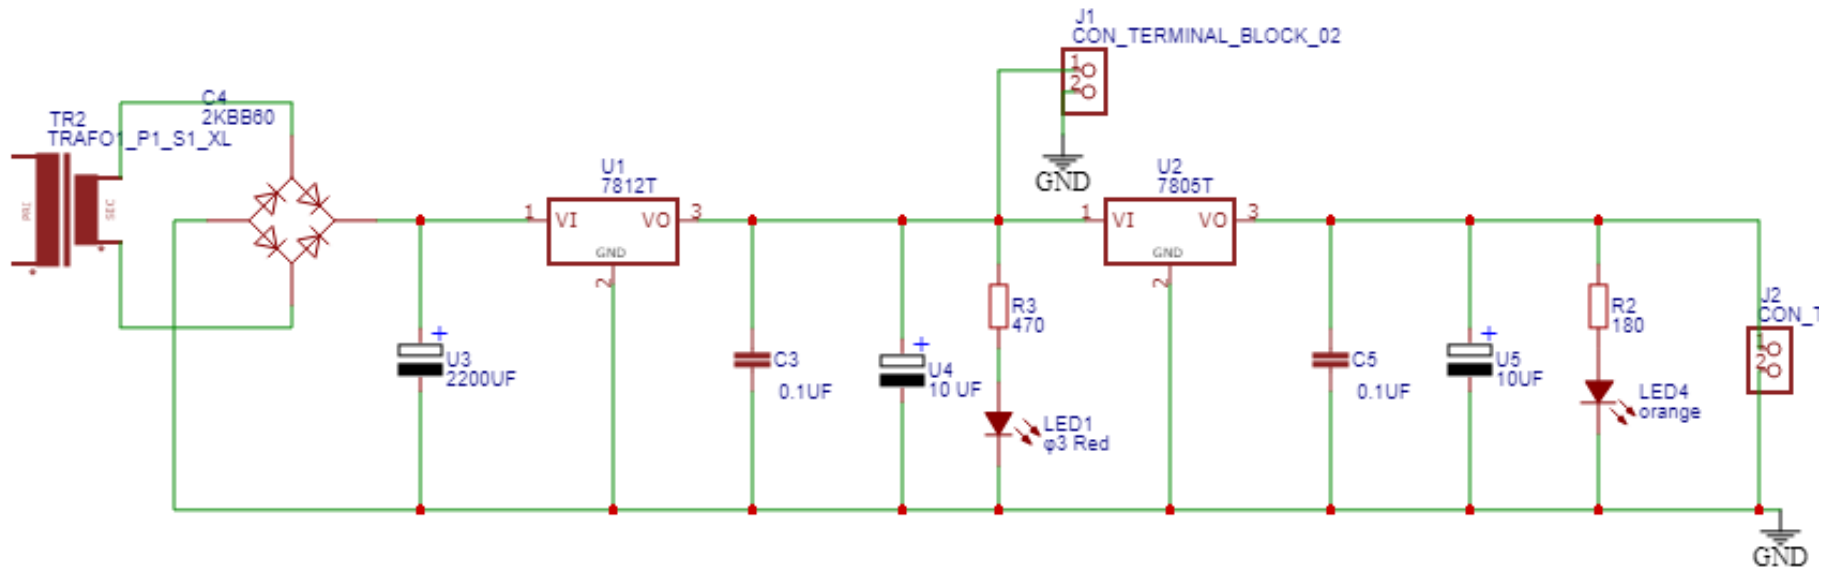 J1
CON_TERMINAL_BLOCK_02
1
2
GND
C4
2KBB60
TR2
TRAFO1_P1_S1_XL
PRI
SEC
U1
7812T
1
VI
VO
3
GND
2
U2
7805T
1
VI
VO
3
GND
2
+
U3
2200UF
C3
0.1UF
+
U4
10 UF
R3
470
LED1
φ3 Red
C5
0.1UF
+
U5
10UF
R2
180
LED4
orange
J2
1
2
GND